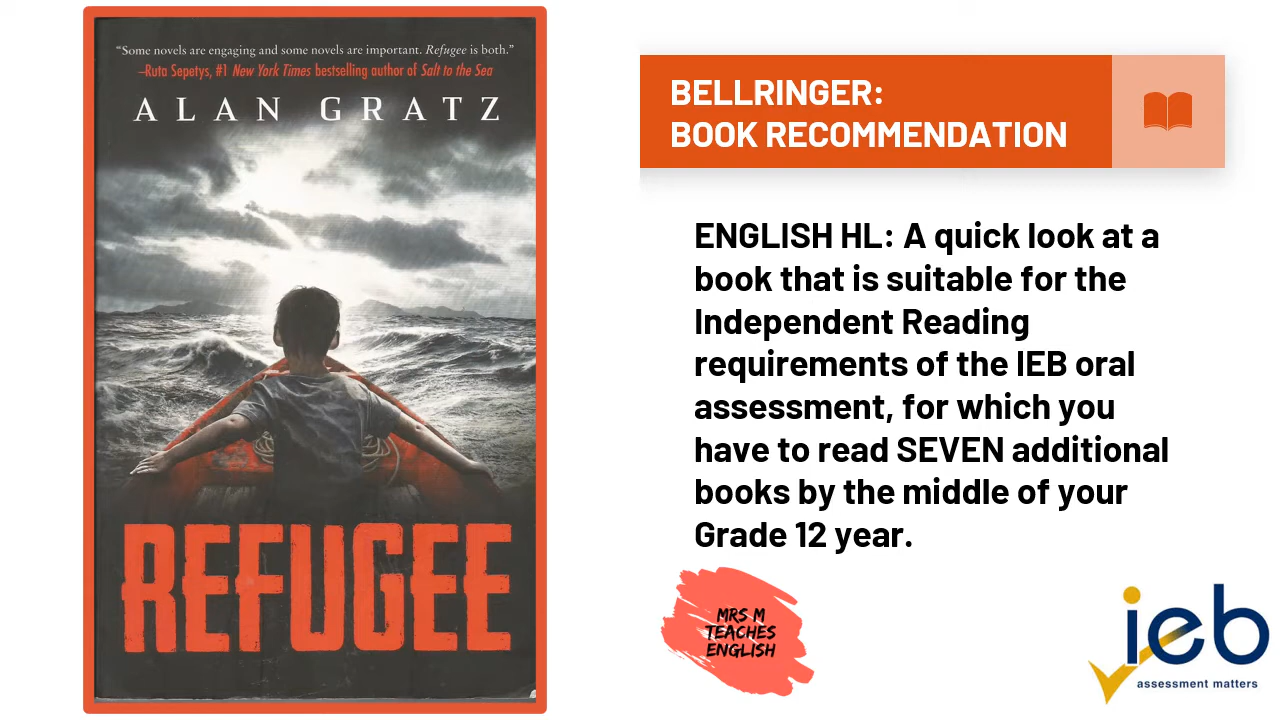 “Some novels are engaging and some novels are important. Refugee is both.”
—Ruta Sepetys, #1 New York Times bestselling author of Salt to the Sea
ALAN GRATZ
REFUGEE
BELLRINGER:
BOOK RECOMMENDATION
ENGLISH HL: A quick look at a
book that is suitable for the
Independent Reading
requirements of the IEB oral
assessment, for which you
have to read SEVEN additional
books by the middle of your
Grade 12 year.
MRS M
TEACHES
ENGLISH
ieb
assessment matters